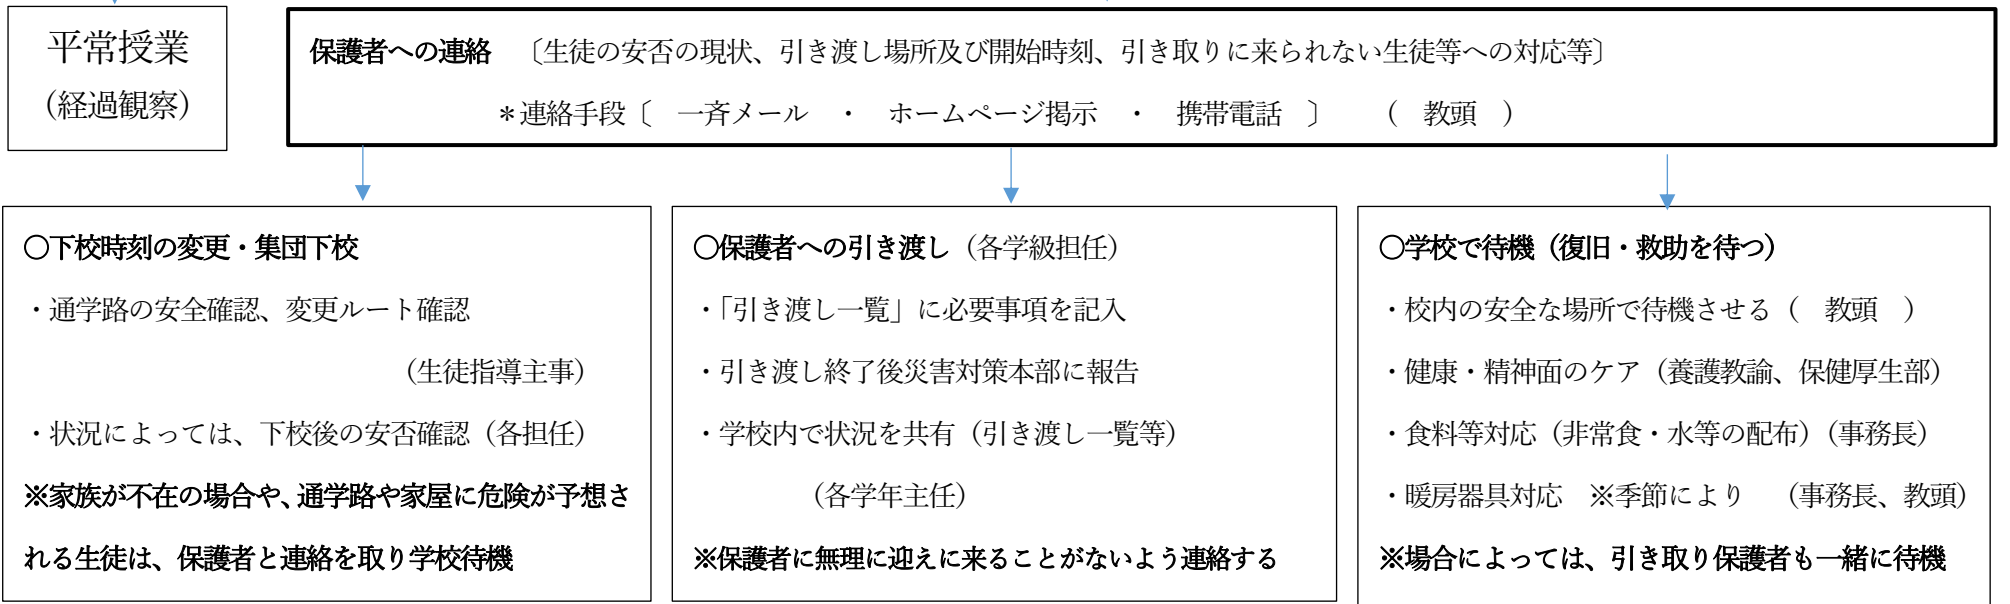 平常授業
（経過観察）
保護者への連絡　〔生徒の安否の現状、引き渡し場所及び開始時刻、引き取りに来られない生徒等への対応等〕
＊連絡手段〔　一斉メール　・　ホームページ掲示　・　携帯電話　〕　（　教頭　）
〇下校時刻の変更・集団下校
・通学路の安全確認、変更ルート確認
（生徒指導主事）
・状況によっては、下校後の安否確認（各担任）
※家族が不在の場合や、通学路や家屋に危険が予想さ
れる生徒は、保護者と連絡を取り学校待機
〇保護者への引き渡し（各学級担任）
・「引き渡し一覧」に必要事項を記入
・引き渡し終了後災害対策本部に報告
・学校内で状況を共有（引き渡し一覧等）
（各学年主任）
※保護者に無理に迎えに来ることがないよう連絡する
〇学校で待機（復旧・救助を待つ）
・校内の安全な場所で待機させる（　教頭　）
・健康・精神面のケア（養護教諭、保健厚生部）
・食料等対応（非常食・水等の配布）（事務長）
・暖房器具対応　※季節により　（事務長、教頭）
※場合によっては、引き取り保護者も一緒に待機